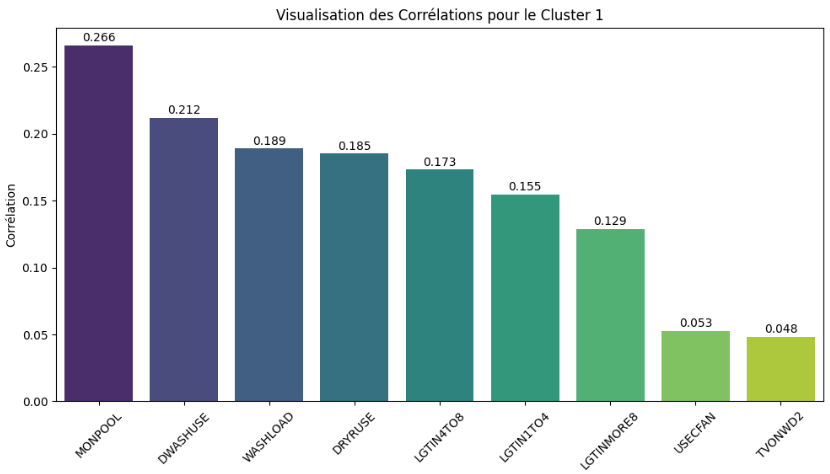 Visualisation des Corrélations pour le Cluster 1
Corrélation
0.25
0.20
0.15
0.10
0.05
0.00
0.266
0.212
0.189
0.185
0.173
0.155
0.129
0.053
0.048
MONPOOL
DWASHUSE
WASHLOAD
DRYRUSE
LGTIN4TO8
LGTIN1TO4
LGTINMORE8
USECFAN
TVONWD2